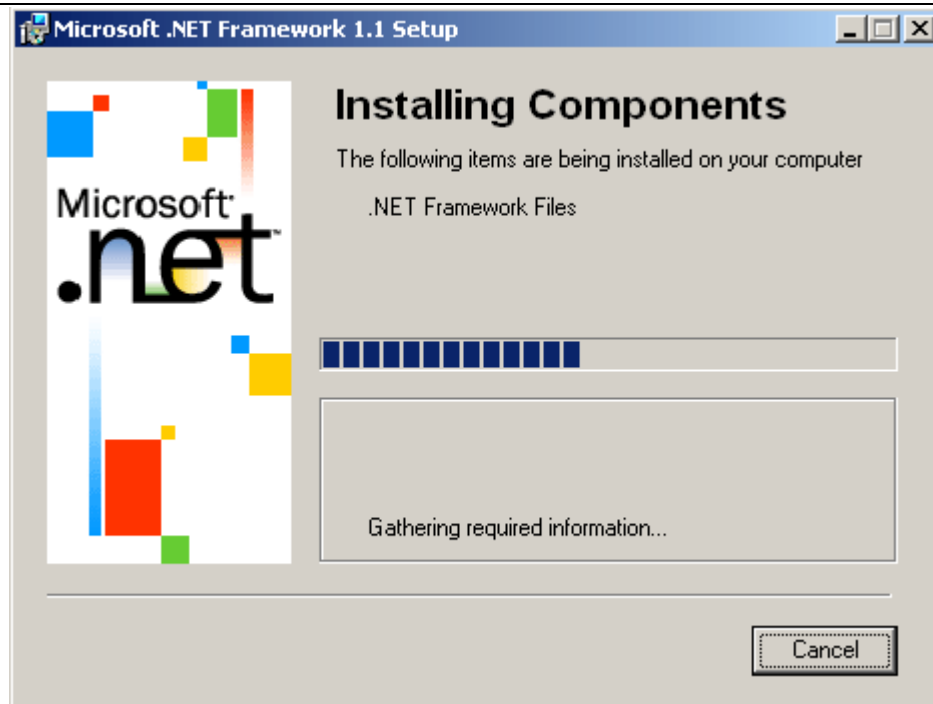 Microsoft .NET Framework 1.1 Setup
Installing Components
The following items are being installed on your computer
.NET Framework Files
Microsoft
.net™
Gathering required information...
Cancel